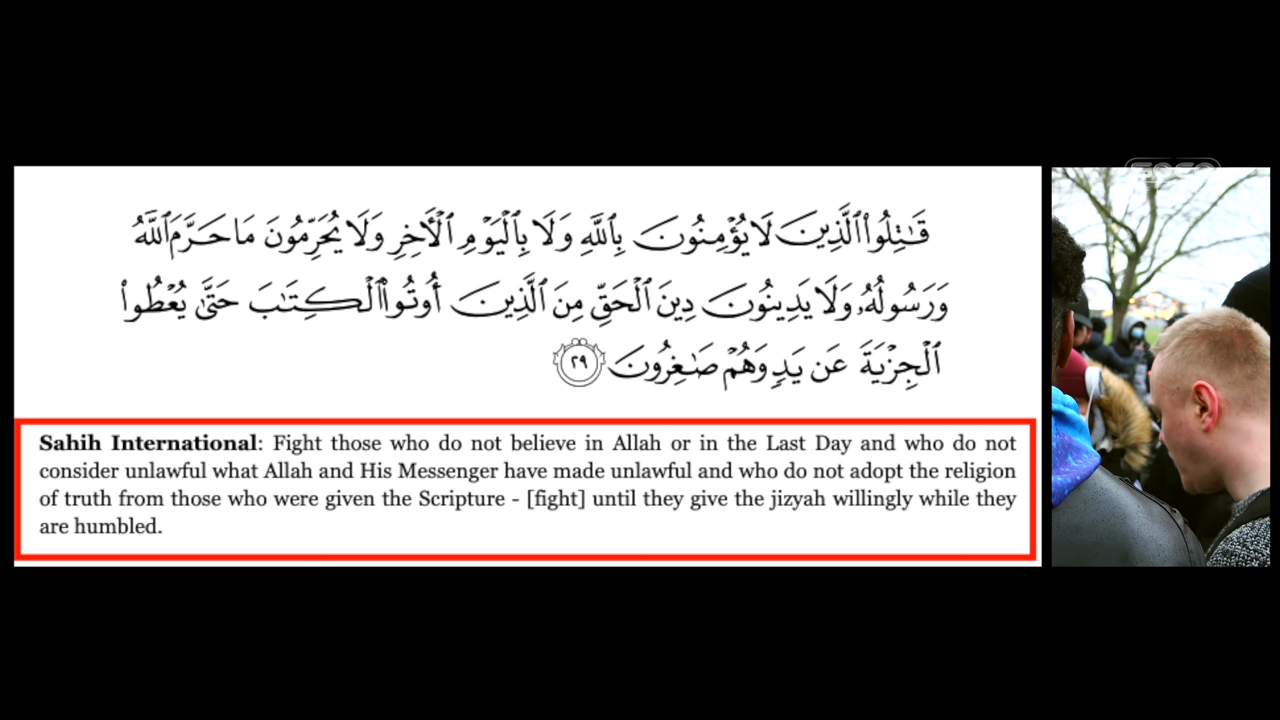 قَٰتِلُوا۟ ٱلَّذِينَ لَا يُؤْمِنُونَ بِٱللَّهِ وَلَا بِٱلْيَوْمِ ٱلْأَخِرِ وَلَا يُحَرِّمُونَ مَا حَرَّمَ ٱللَّهُ
وَرَسُولُهُۥ وَلَا يَدِينُونَ دِينَ ٱلْحَقِّ مِنَ ٱلَّذِينَ أُوتُوا۟ ٱلْكِتَٰبَ حَتَّىٰ يُعْطُوا۟
ٱلْجِزْيَةَ عَن يَدٍ وَهُمْ صَٰغِرُونَ ٢٩
Sahih International: Fight those who do not believe in Allah or in the Last Day and who do not
consider unlawful what Allah and His Messenger have made unlawful and who do not adopt the religion
of truth from those who were given the Scripture - [fight] until they give the jizyah willingly while they
are humbled.